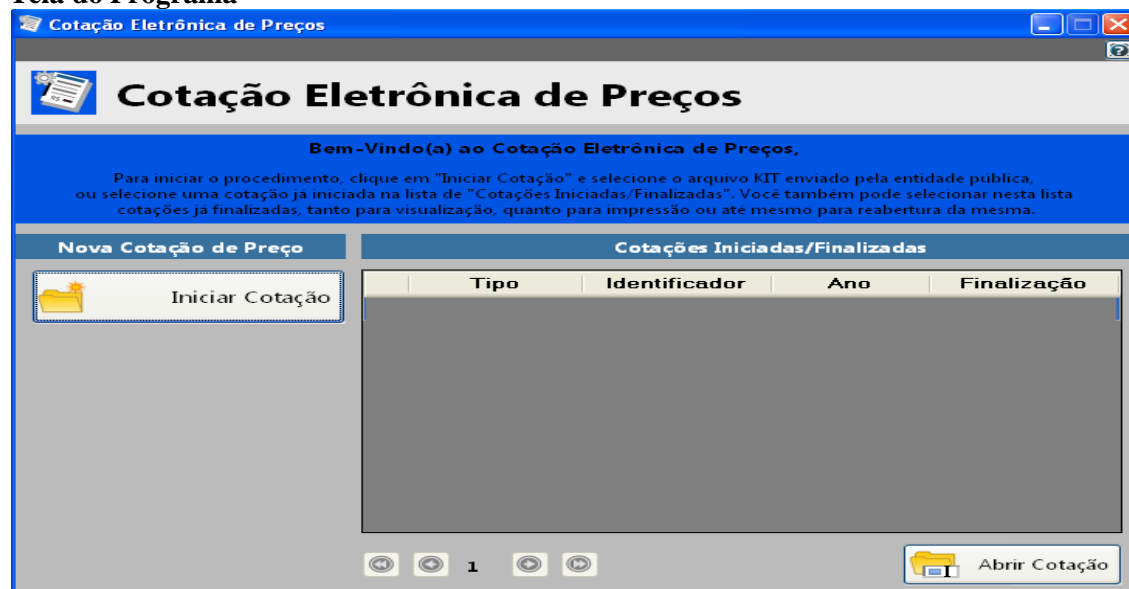 Tela do Programa
Cotação Eletrônica de Preços
Cotação Eletrônica de Preços
Bem-Vindo(a) ao Cotação Eletrônica de Preços,
Para iniciar o procedimento, clique em "Iniciar Cotação" e selecione o arquivo KIT enviado pela entidade pública,
ou selecione uma cotação já iniciada na lista de "Cotações Iniciadas/Finalizadas". Você também pode selecionar nesta lista
cotações já finalizadas, tanto para visualização, quanto para impressão ou até mesmo para reabertura da mesma.
Nova Cotação de Preço
Cotações Iniciadas/Finalizadas
Iniciar Cotação
Tipo Identificador Ano Finalização
1
Abrir Cotação